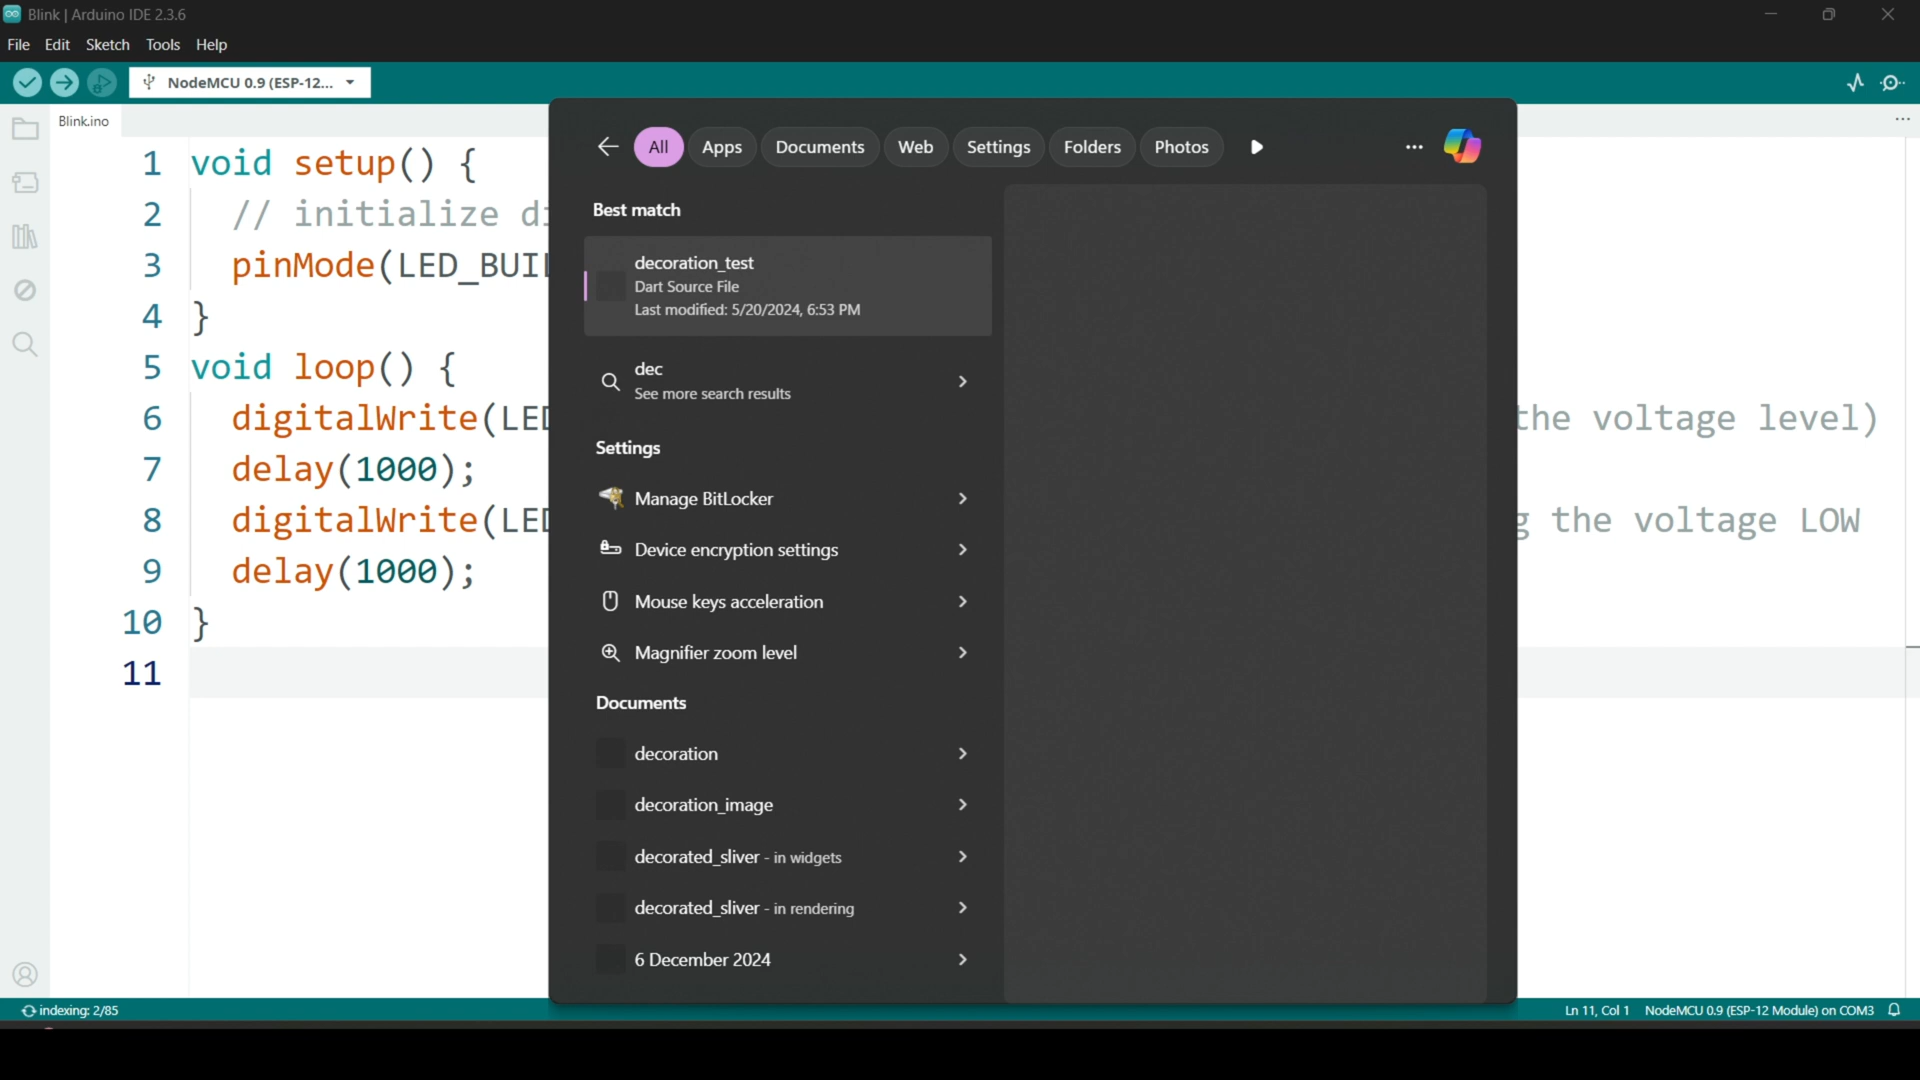 Blink | Arduino IDE 2.3.6
File Edit Sketch Tools Help
NodeMCU 0.9 (ESP-12...
Blink.ino
1 void setup() {
2 // initialize di
3 pinMode(LED_BUIL
4 }
5 void loop() {
6 digitalWrite(LED
the voltage level)
7 delay(1000);
8 digitalWrite(LED
g the voltage LOW
9 delay(1000);
10 }
11
All Apps Documents Web Settings Folders Photos
Best match
decoration_test
Dart Source File
Last modified: 5/20/2024, 6:53 PM
dec
See more search results
Settings
Manage BitLocker
Device encryption settings
Mouse keys acceleration
Magnifier zoom level
Documents
decoration
decoration_image
decorated_sliver - in widgets
decorated_sliver - in rendering
6 December 2024
indexing: 2/85
Ln 11, Col 1 NodeMCU 0.9 (ESP-12 Module) on COM3